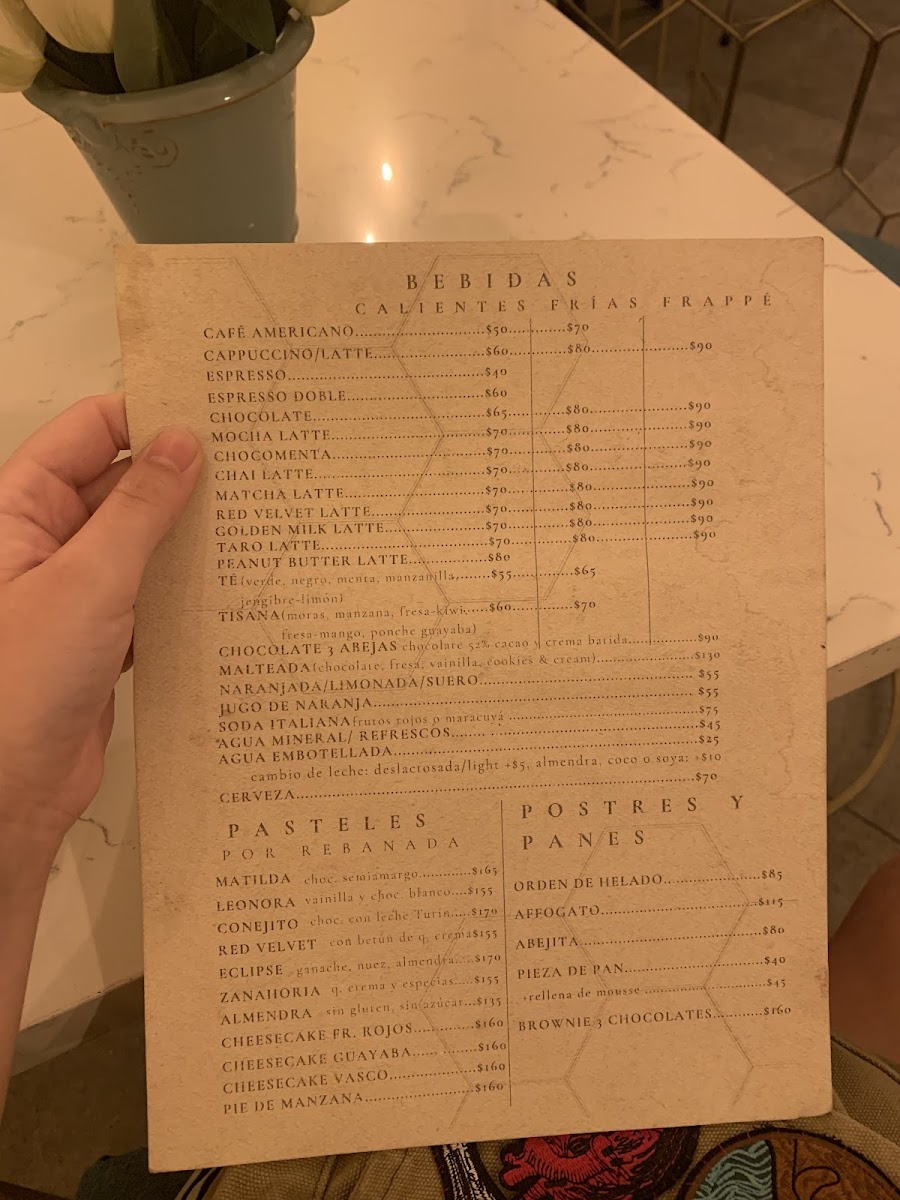 BEBIDAS
CALIENTES FRÍAS FRAPPÉ
CAFÉ AMERICANO....................$50..............$70
CAPPUCCINO/LATTE....................$60..............$80....................$90
ESPRESSO....................$40
ESPRESSO DOBLE....................$60
CHOCOLATE....................$65..............$80....................$90
MOCHA LATTE....................$70..............$80....................$90
CHOCOMENTA....................$70..............$80....................$90
CHAI LATTE....................$70..............$80....................$90
MATCHA LATTE....................$70..............$80....................$90
RED VELVET LATTE....................$70..............$80....................$90
GOLDEN MILK LATTE....................$70..............$80....................$90
TARO LATTE....................$70..............$80....................$90
PEANUT BUTTER LATTE....................$80
TÉ(verde, negro, menta, manzanilla,........$55..............$65
jengibre-limón)
TISANA(moras, manzana, fresa-kiwi,......$60..............$70
fresa-mango, ponche guayaba)
CHOCOLATE 3 ABEJAS chocolate 52% cacao y crema batida....................$90
MALTEADA(chocolate, fresa, vainilla, cookies & cream)....................$130
NARANJADA/LIMONADA/SUERO....................$55
JUGO DE NARANJA....................$55
SODA ITALIANA frutos rojos o maracuyá ....................$75
AGUA MINERAL/ REFRESCOS....................$45
AGUA EMBOTELLADA....................$25
cambio de leche: deslactosada/light +$5, almendra, coco o soya: +$10
CERVEZA....................$70
PASTELES
POR REBANADA
MATILDA choc. semiamargo............$165
LEONORA vainilla y choc. blanco....$155
CONEJITO choc. con leche Turin.....$170
RED VELVET con betún de q. crema$155
ECLIPSE ganache, nuez, almendra.....$170
ZANAHORIA q. crema y especias.....$155
ALMENDRA sin gluten, sin azúcar...$135
CHEESECAKE FR. ROJOS............$160
CHEESECAKE GUAYABA...... ........$160
CHEESECAKE VASCO....................$160
PIE DE MANZANA....................$160
POSTRES Y
PANES
ORDEN DE HELADO....................$85
AFFOGATO....................$115
ABEJITA....................$80
PIEZA DE PAN....................$40
+rellena de mousse ....................$45
BROWNIE 3 CHOCOLATES............$160